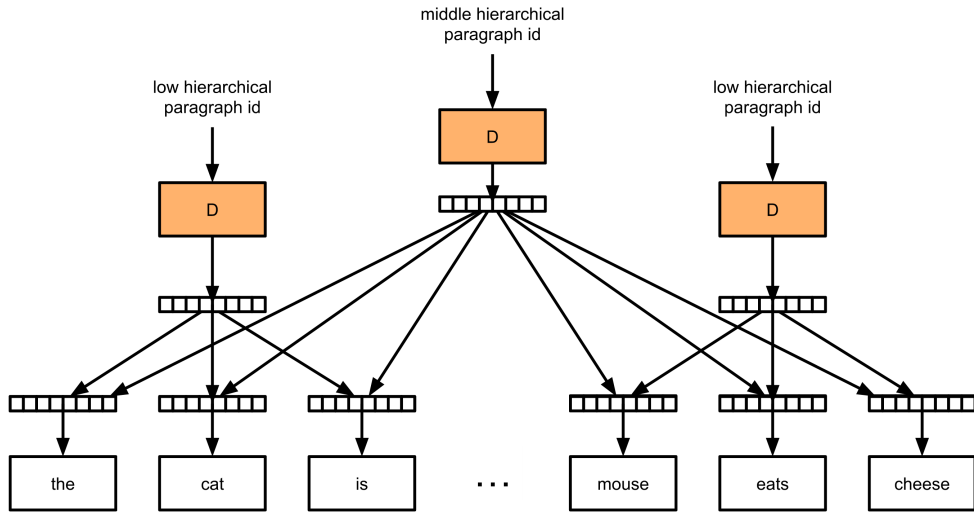 middle hierarchical
paragraph id
low hierarchical
paragraph id
low hierarchical
paragraph id
D
D
D
the
cat
is
...
mouse
eats
cheese